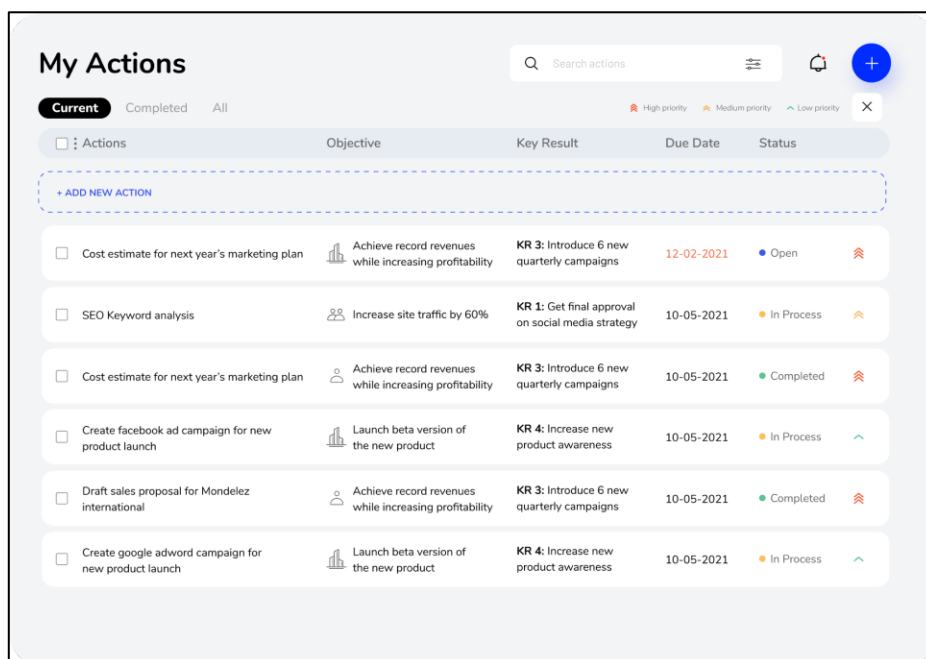 My Actions
Search actions
Current Completed All
High priority Medium priority Low priority
Actions Objective Key Result Due Date Status
+ ADD NEW ACTION
Cost estimate for next year’s marketing plan
Achieve record revenues
while increasing profitability
KR 3: Introduce 6 new
quarterly campaigns
12-02-2021
Open
SEO Keyword analysis
Increase site traffic by 60%
KR 1: Get final approval
on social media strategy
10-05-2021
In Process
Cost estimate for next year’s marketing plan
Achieve record revenues
while increasing profitability
KR 3: Introduce 6 new
quarterly campaigns
10-05-2021
Completed
Create facebook ad campaign for new
product launch
Launch beta version of
the new product
KR 4: Increase new
product awareness
10-05-2021
In Process
Draft sales proposal for Mondelez
international
Achieve record revenues
while increasing profitability
KR 3: Introduce 6 new
quarterly campaigns
10-05-2021
Completed
Create google adword campaign for
new product launch
Launch beta version of
the new product
KR 4: Increase new
product awareness
10-05-2021
In Process